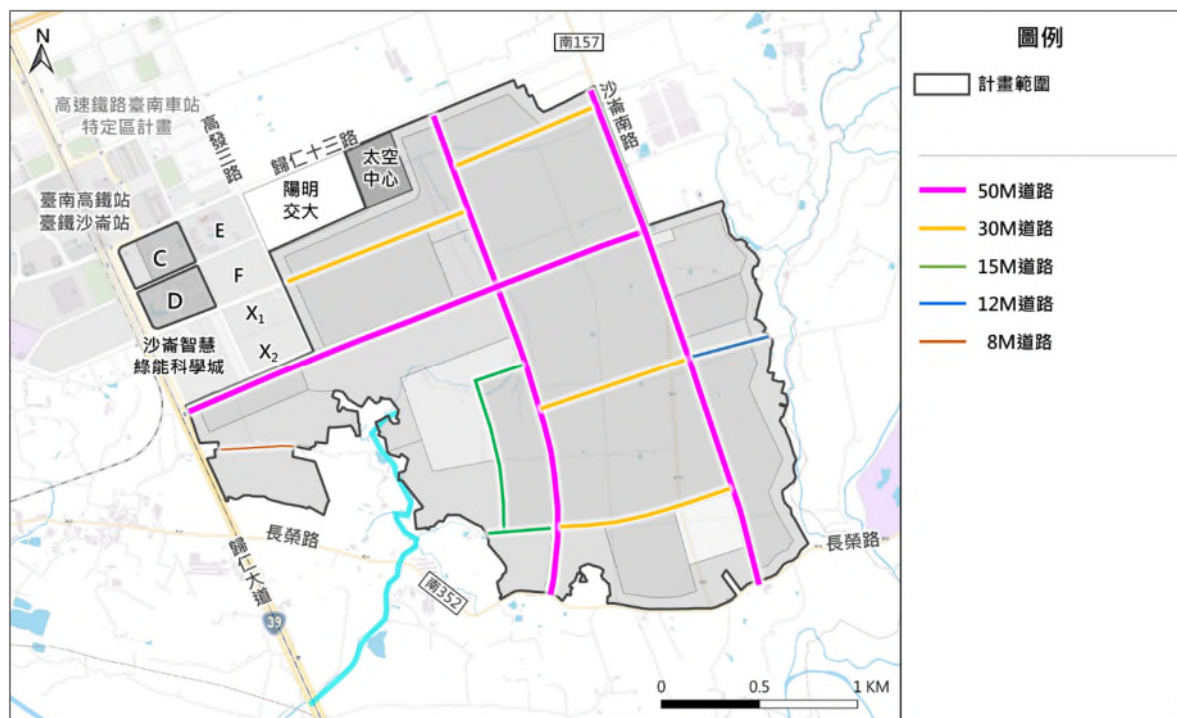 N
南157
沙崙南路
高速鐵路臺南車站
特定區計畫
高發三路
歸仁十三路
太空
中心
陽明
交大
臺南高鐵站
臺鐵沙崙站
E
C
F
D
X1
X2
沙崙智慧
綠能科學城
長榮路
長榮路
歸仁大道
南352
39
0 0.5 1 KM
圖例
計畫範圍
50M道路
30M道路
15M道路
12M道路
8M道路